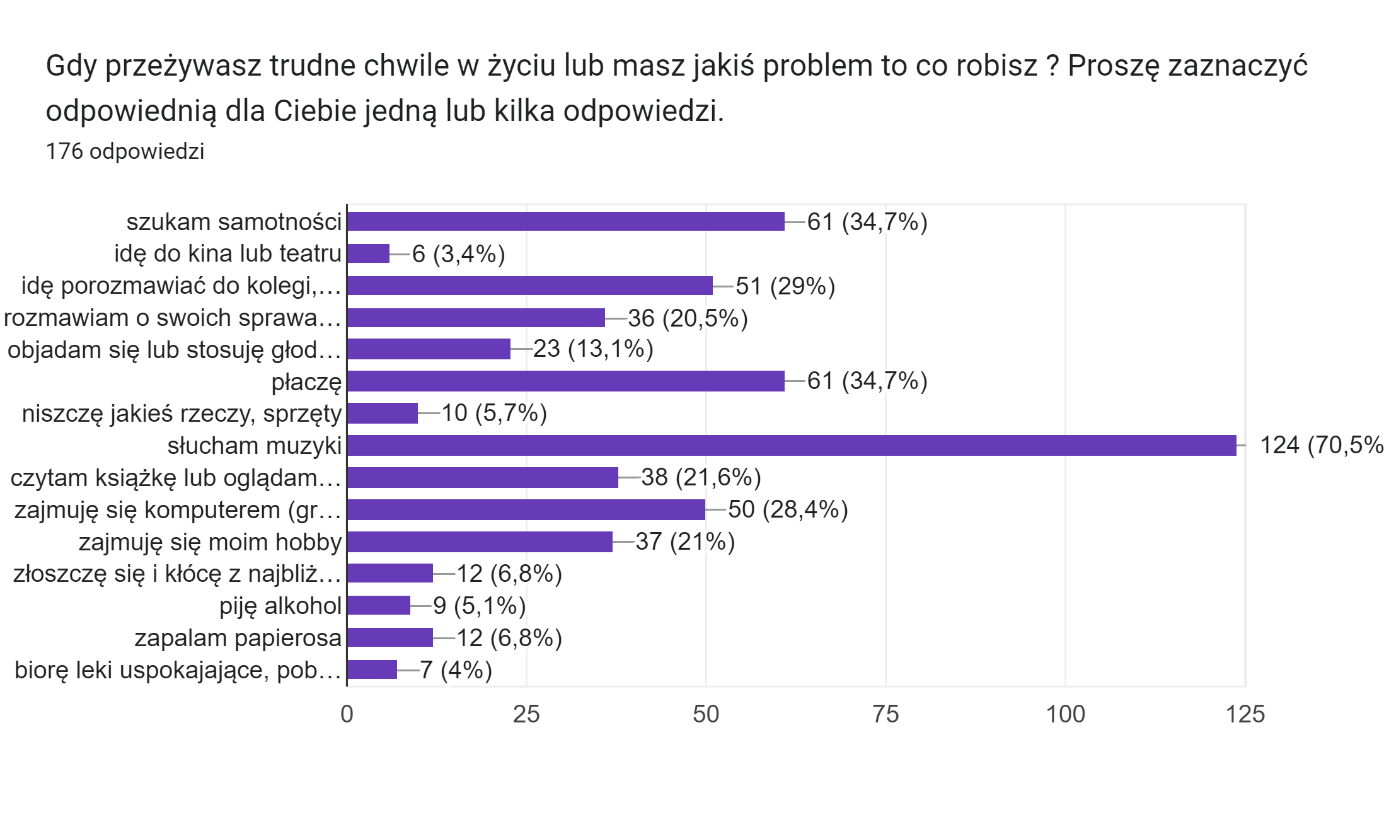 Gdy przeżywasz trudne chwile w życiu lub masz jakiś problem to co robisz ? Proszę zaznaczyć
odpowiednią dla Ciebie jedną lub kilka odpowiedzi.
176 odpowiedzi
szukam samotności 61 (34,7%)
idę do kina lub teatru 6 (3,4%)
idę porozmawiać do kolegi,… 51 (29%)
rozmawiam o swoich sprawa… 36 (20,5%)
objadam się lub stosuję głod… 23 (13,1%)
płaczę 61 (34,7%)
niszczę jakieś rzeczy, sprzęty 10 (5,7%)
słucham muzyki 124 (70,5%
czytam książkę lub oglądam… 38 (21,6%)
zajmuję się komputerem (gr… 50 (28,4%)
zajmuję się moim hobby 37 (21%)
złoszczę się i kłócę z najbliż… 12 (6,8%)
piję alkohol 9 (5,1%)
zapalam papierosa 12 (6,8%)
biorę leki uspokajające, pob… 7 (4%)
0 25 50 75 100 125